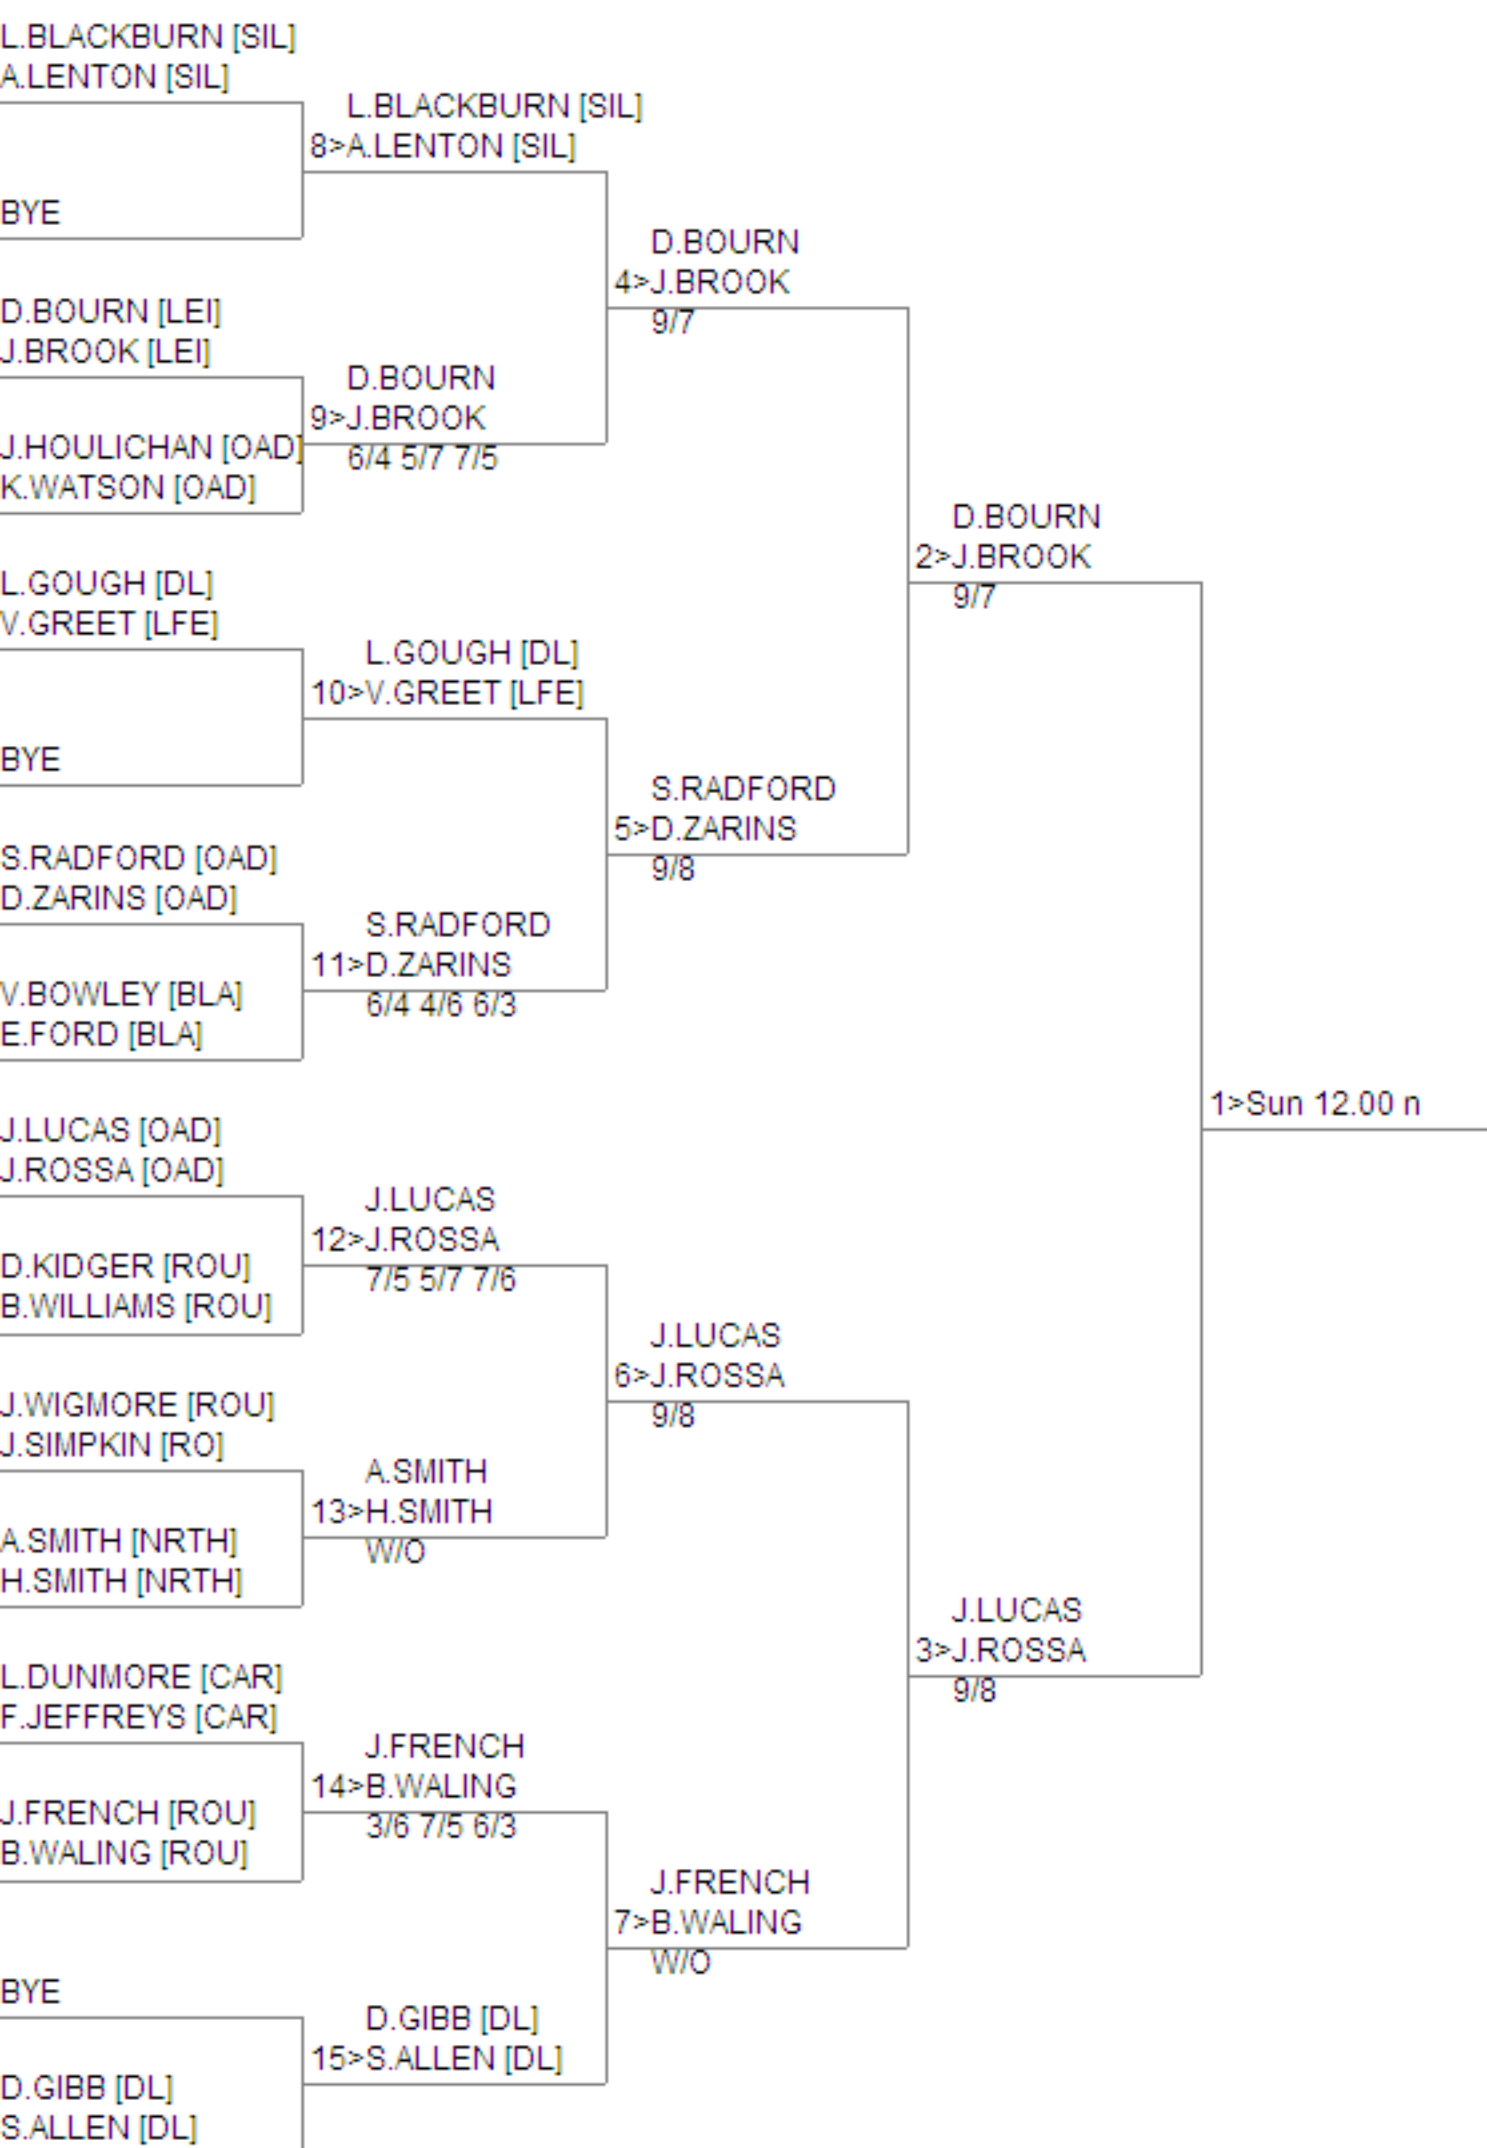 L.BLACKBURN [SIL]
A.LENTON [SIL]
BYE
D.BOURN [LEI]
J.BROOK [LEI]
J.HOULICHAN [OAD]
K.WATSON [OAD]
L.GOUGH [DL]
V.GREET [LFE]
BYE
S.RADFORD [OAD]
D.ZARINS [OAD]
V.BOWLEY [BLA]
E.FORD [BLA]
J.LUCAS [OAD]
J.ROSSA [OAD]
D.KIDGER [ROU]
B.WILLIAMS [ROU]
J.WIGMORE [ROU]
J.SIMPKIN [RO]
A.SMITH [NRTH]
H.SMITH [NRTH]
L.DUNMORE [CAR]
F.JEFFREYS [CAR]
J.FRENCH [ROU]
B.WALING [ROU]
BYE
D.GIBB [DL]
S.ALLEN [DL]
L.BLACKBURN [SIL]
8>A.LENTON [SIL]
D.BOURN
9>J.BROOK
6/4 5/7 7/5
L.GOUGH [DL]
10>V.GREET [LFE]
S.RADFORD
11>D.ZARINS
6/4 4/6 6/3
J.LUCAS
12>J.ROSSA
7/5 5/7 7/6
A.SMITH
13>H.SMITH
W/O
J.FRENCH
14>B.WALING
3/6 7/5 6/3
D.GIBB [DL]
15>S.ALLEN [DL]
D.BOURN
4>J.BROOK
9/7
S.RADFORD
5>D.ZARINS
9/8
J.LUCAS
6>J.ROSSA
9/8
J.FRENCH
7>B.WALING
W/O
D.BOURN
2>J.BROOK
9/7
J.LUCAS
3>J.ROSSA
9/8
1>Sun 12.00 n